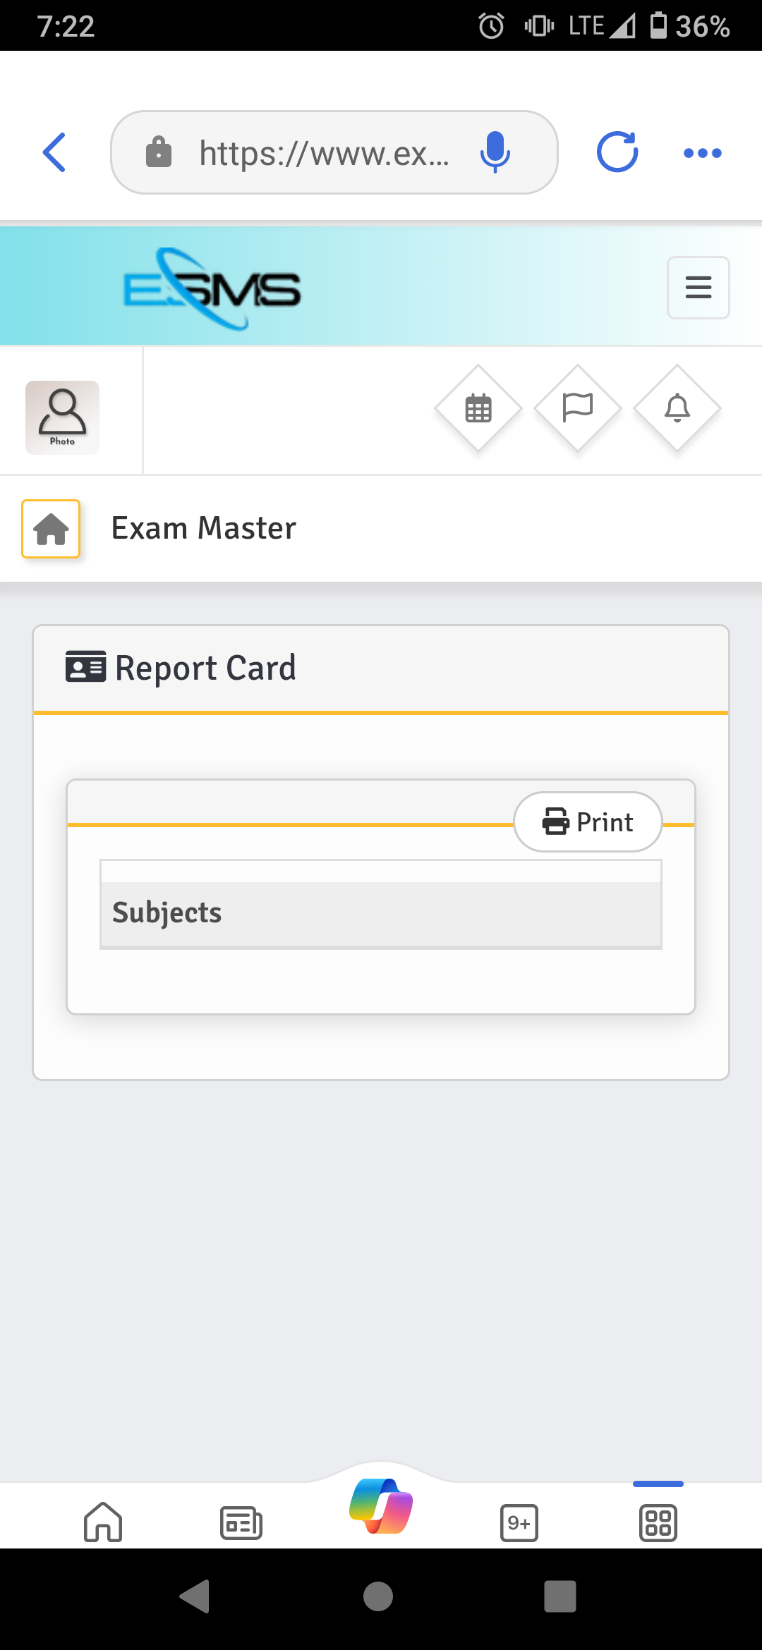 7:22
LTE
36%
https://www.ex...
ESMS
Photo
Exam Master
Report Card
Print
Subjects
9+